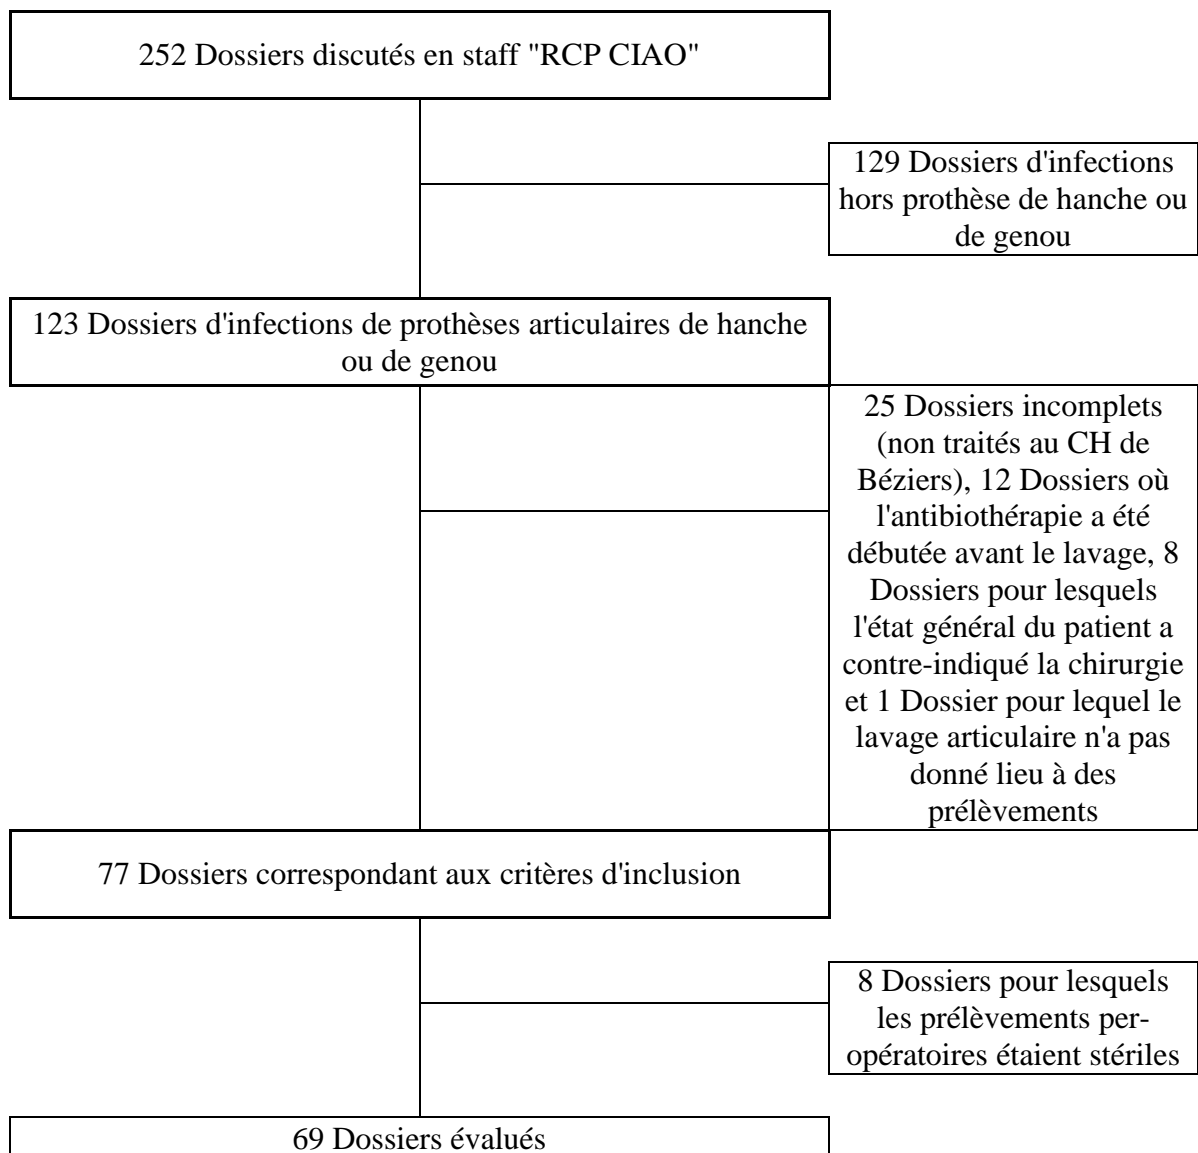 252 Dossiers discutés en staff "RCP CIAO"
129 Dossiers d'infections
hors prothèse de hanche ou
de genou
123 Dossiers d'infections de prothèses articulaires de hanche
ou de genou
25 Dossiers incomplets
(non traités au CH de
Béziers), 12 Dossiers où
l'antibiothérapie a été
débutée avant le lavage, 8
Dossiers pour lesquels
l'état général du patient a
contre-indiqué la chirurgie
et 1 Dossier pour lequel le
lavage articulaire n'a pas
donné lieu à des
prélèvements
77 Dossiers correspondant aux critères d'inclusion
8 Dossiers pour lesquels
les prélèvements per-
opératoires étaient stériles
69 Dossiers évalués